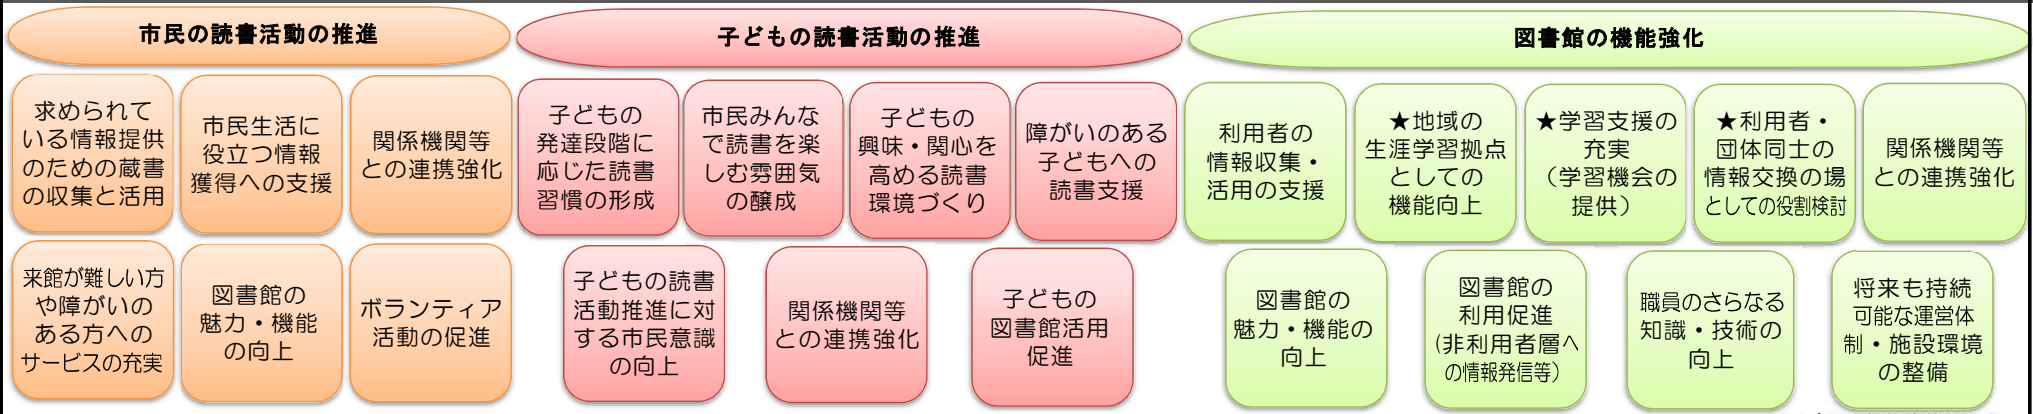 市民の読書活動の推進
求められて
いる情報提供
のための蔵書
の収集と活用
市民生活に
役立つ情報
獲得への支援
関係機関等
との連携強化
来館が難しい方
や障がいの
ある方への
サービスの充実
図書館の
魅力・機能
の向上
ボランティア
活動の促進
子どもの読書活動の推進
子どもの
発達段階に
応じた読書
習慣の形成
市民みんな
で読書を楽
しむ雰囲気
の醸成
子どもの
興味・関心を
高める読書
環境づくり
障がいのある
子どもへの
読書支援
子どもの読書
活動推進に対
する市民意識
の向上
関係機関等
との連携強化
子どもの
図書館活用
促進
図書館の機能強化
利用者の
情報収集・
活用の支援
★地域の
生涯学習拠点
としての
機能向上
★学習支援の
充実
（学習機会の
提供）
★利用者・
団体同士の
情報交換の場
としての役割検討
関係機関等
との連携強化
図書館の
魅力・機能の
向上
図書館の
利用促進
(非利用者層へ
の情報発信等)
職員のさらなる
知識・技術の
向上
将来も持続
可能な運営体
制・施設環境
の整備